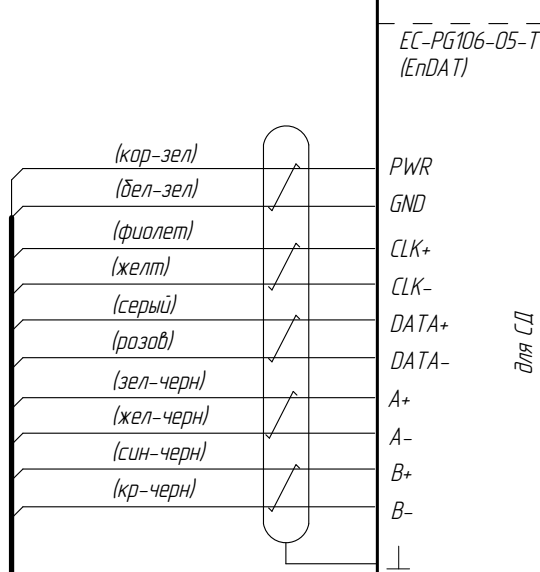 EC-PG106-05-T
(EnDAT)
(кор-зел)
PWR
(бел-зел)
GND
(фиолет)
CLK+
(желт)
CLK-
(серый)
DATA+
(розов)
DATA-
(зел-черн)
A+
(жел-черн)
A-
(син-черн)
B+
(кр-черн)
B-
для СД